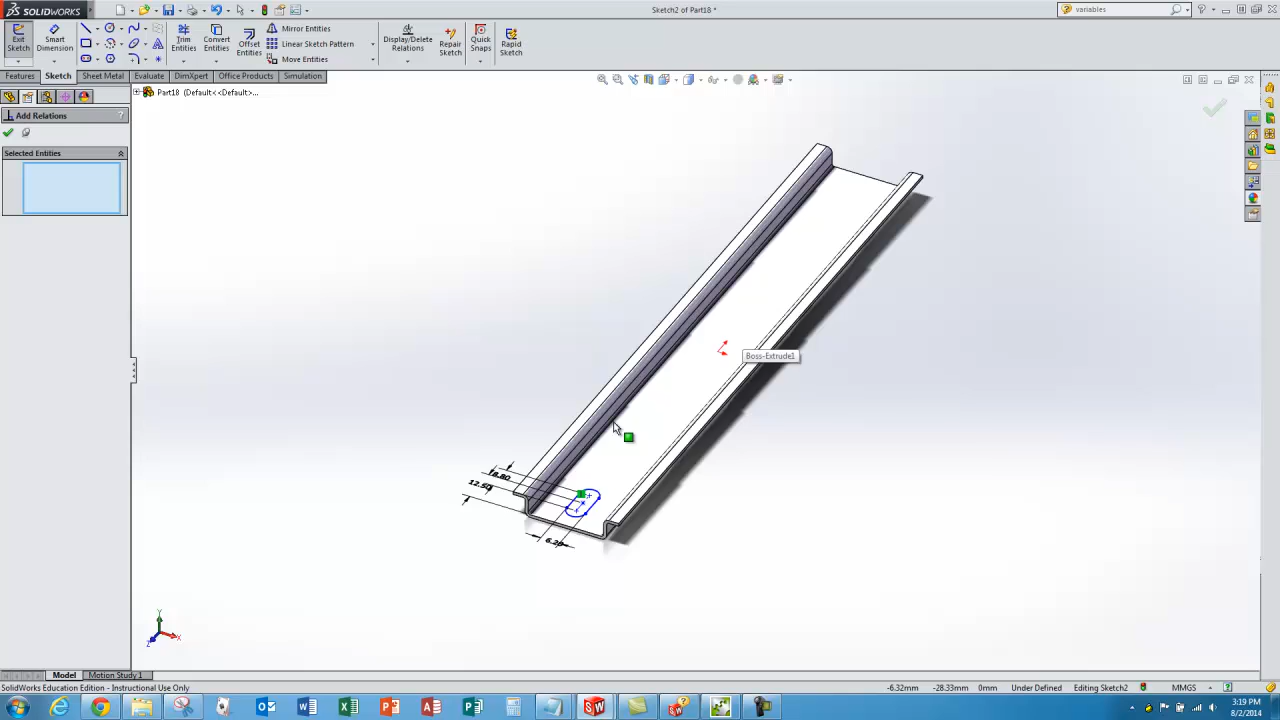 SOLIDWORKS
Sketch2 of Part18 *
variables
Exit Sketch
Smart Dimension
Trim Entities
Convert Entities
Offset Entities
Mirror Entities
Linear Sketch Pattern
Move Entities
Display/Delete Relations
Repair Sketch
Quick Snaps
Rapid Sketch
Features Sketch Sheet Metal Evaluate DimXpert Office Products Simulation
Part18 (Default<<Default>...
Add Relations ?
Selected Entities
Boss-Extrude1
12.50
6.20
Y
X
Z
Model Motion Study 1
SolidWorks Education Edition - Instructional Use Only
-6.32mm -28.33mm 0mm Under Defined Editing Sketch2 MMGS
3:19 PM
8/2/2014